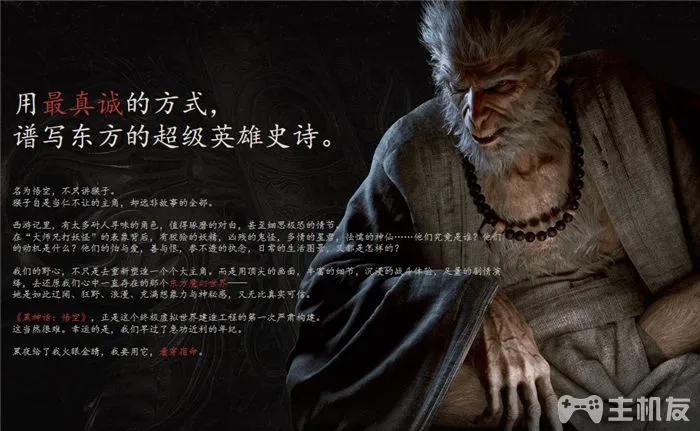 用最真诚的方式，
谱写东方的超级英雄史诗。
名为悟空，不只讲猴子。
猴子自是当仁不让的主角，却远非故事的全部。
西游记里，有太多耐人寻味的角色，值得琢磨的对白，甚至细思极恐的情节。
在“大师兄打妖怪”的表象背后，有狡脸的妖精，凶残的鬼怪，多情的星君，怯懦的神仙……他们究竟是谁？他们
的动机是什么？他们的怕与爱，善与恨，参不透的执念，日常的生活图景，又都是怎样的？
我们的野心，不只是去重新塑造一个个大主角，而是用顶尖的画面，丰富的细节，沉浸的战斗体验，足量的剧情演
绎，去还原我们心中一直存在的那个东方魔幻世界——
她是如此辽阔、狂野、浪漫、充满想象力与神秘感，又无比真实可信。
《黑神话：悟空》，正是这个终极虚拟世界建造工程的第一次严肃构建。
这当然很难。幸运的是，我们早过了急功近利的年纪。
黑夜给了我火眼金睛，我要用它，看穿指命。
主机友